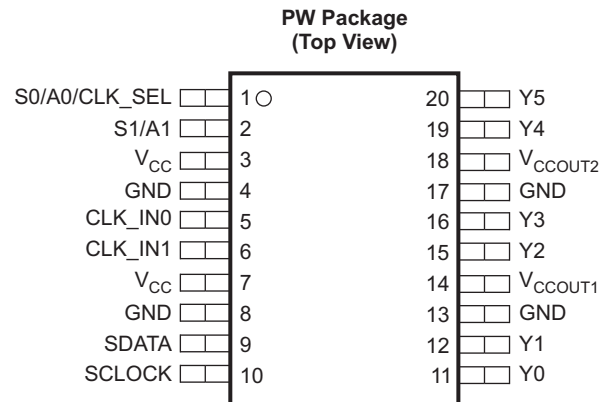 PW Package
(Top View)
S0/A0/CLK_SEL 1 20 Y5
S1/A1 2 19 Y4
VCC 3 18 VCCOUT2
GND 4 17 GND
CLK_IN0 5 16 Y3
CLK_IN1 6 15 Y2
VCC 7 14 VCCOUT1
GND 8 13 GND
SDATA 9 12 Y1
SCLOCK 10 11 Y0